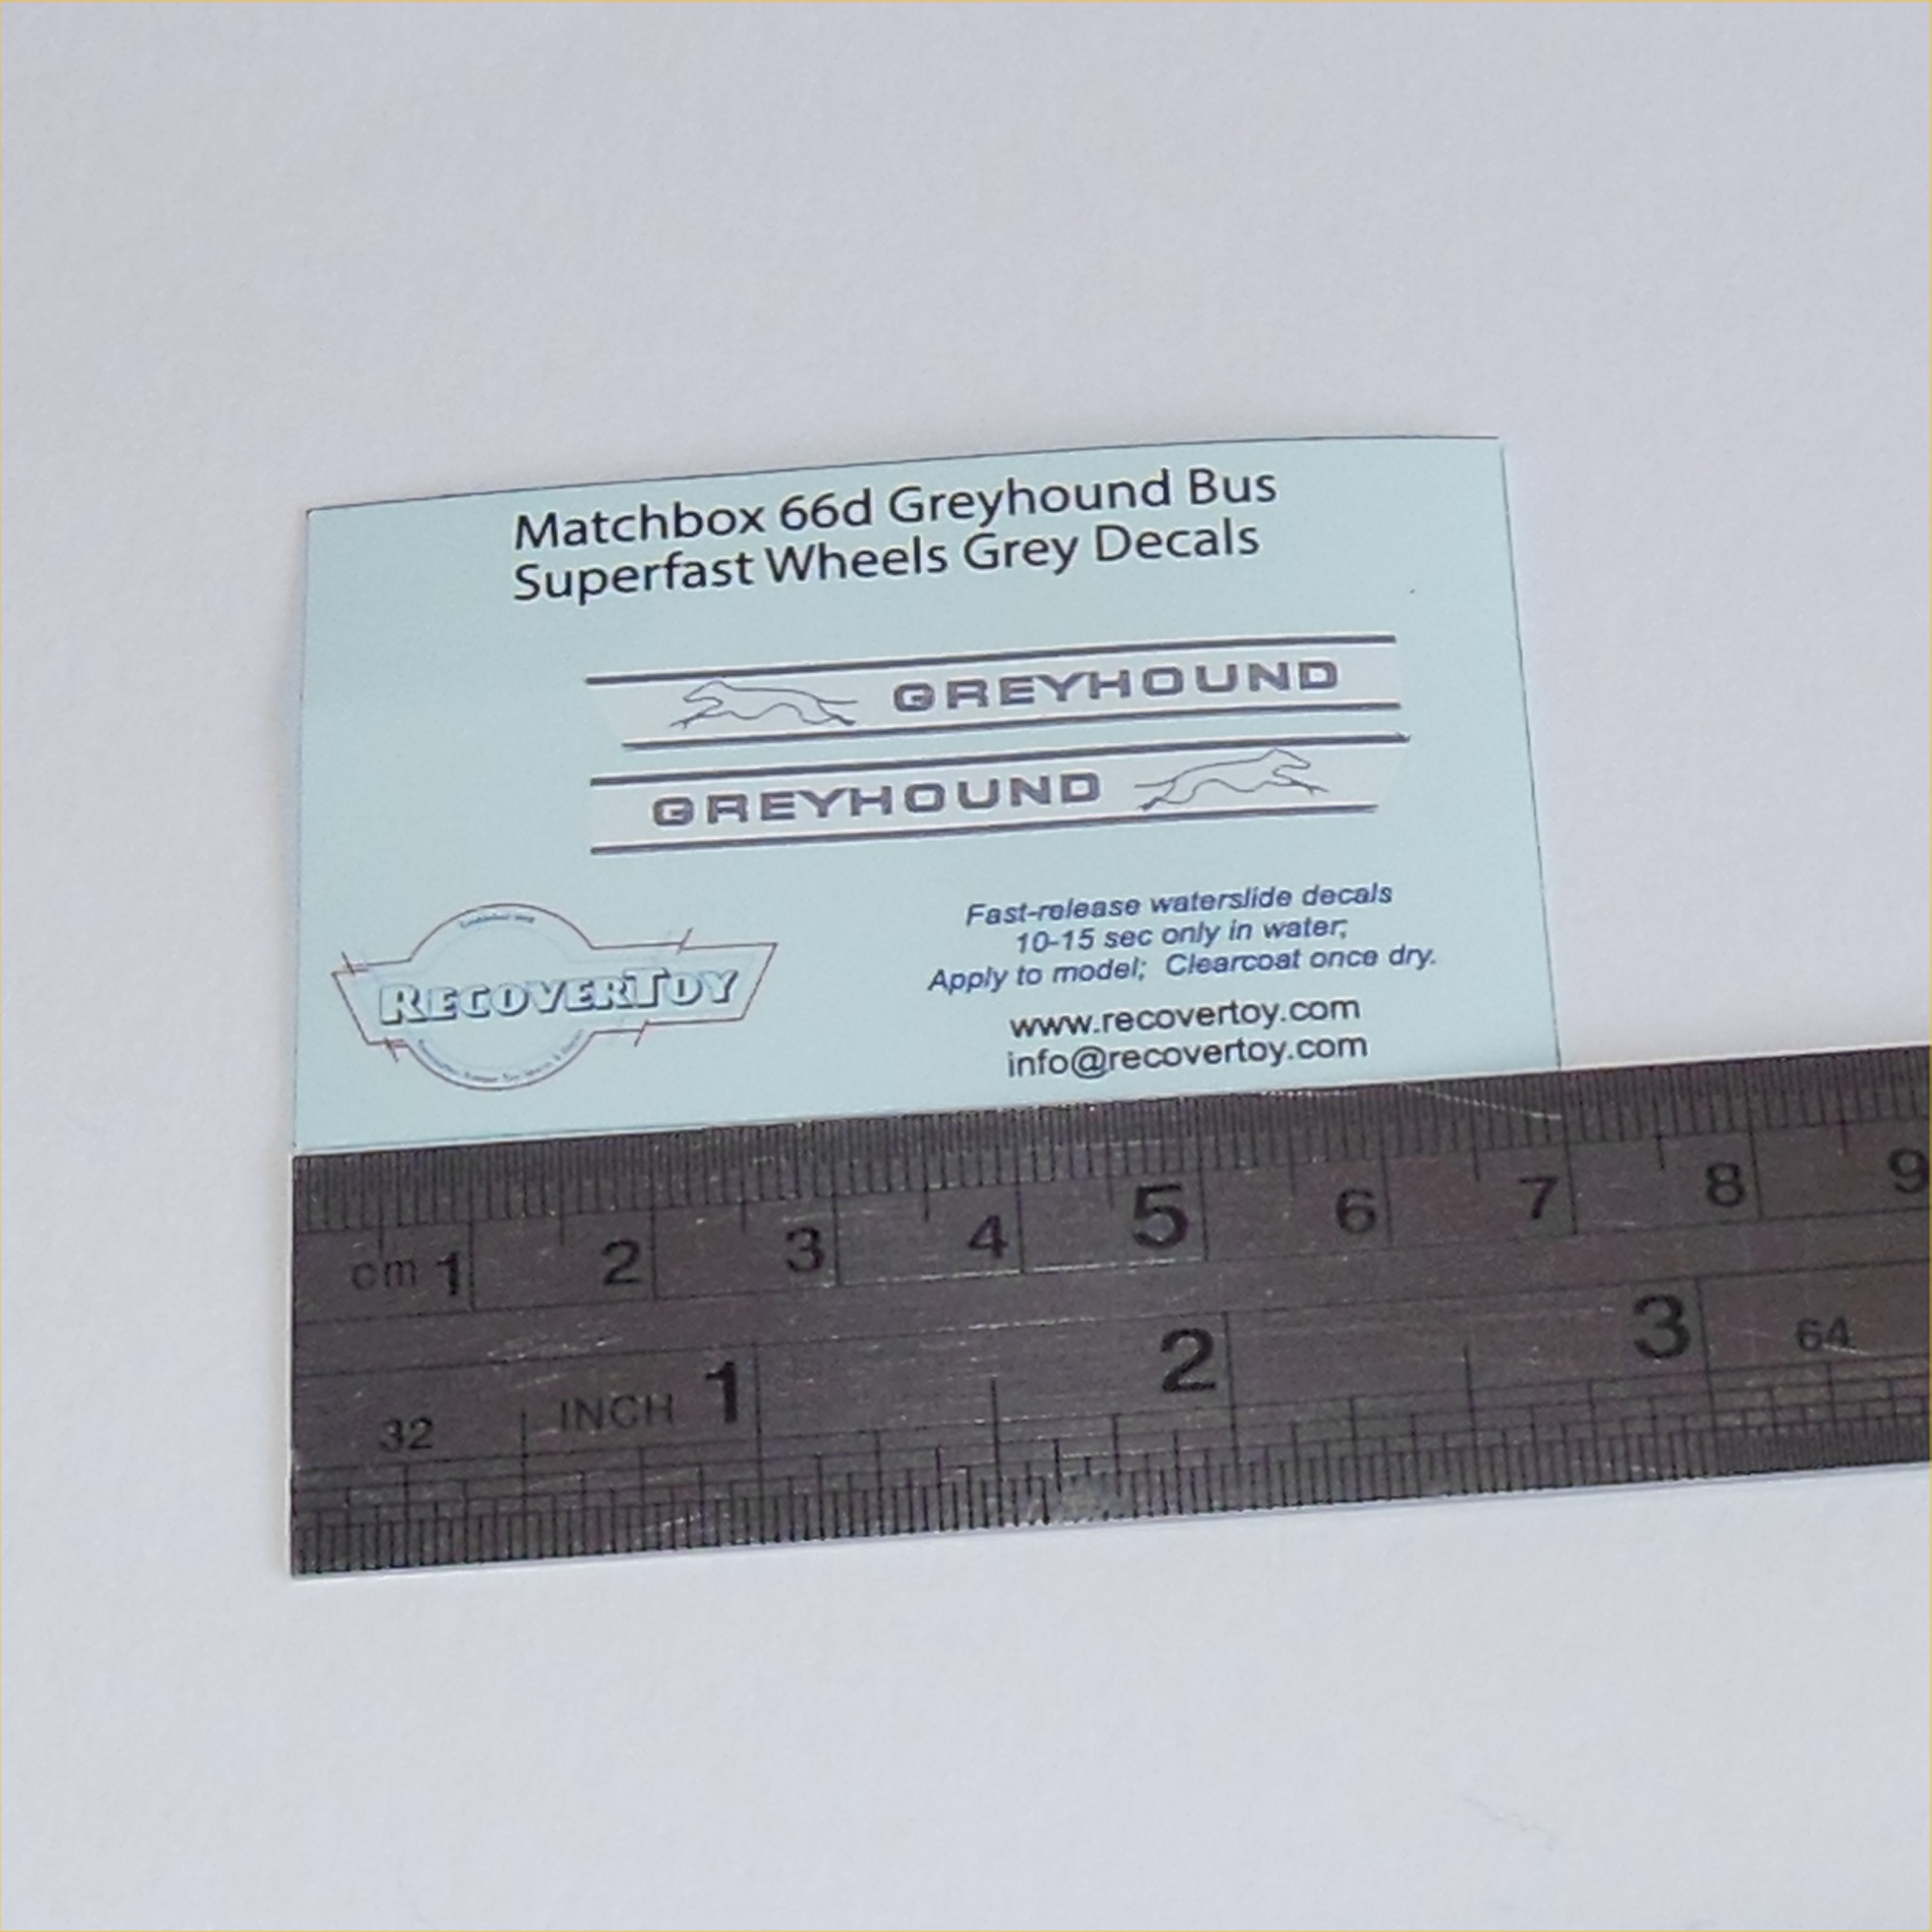 Matchbox 66d Greyhound Bus
Superfast Wheels Grey Decals
GREYHOUND
GREYHOUND
Fast-release waterslide decals
10-15 sec only in water;
Apply to model; Clearcoat once dry.
RECOVERTOY
www.recovertoy.com
info@recovertoy.com
cm 1 2 3 4 5 6 7 8 9
32 INCH 1 2 3 64